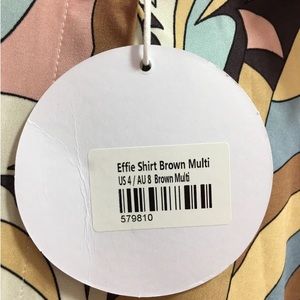 Effie Shirt Brown Multi
US 4 / AU 8 Brown Multi
579810